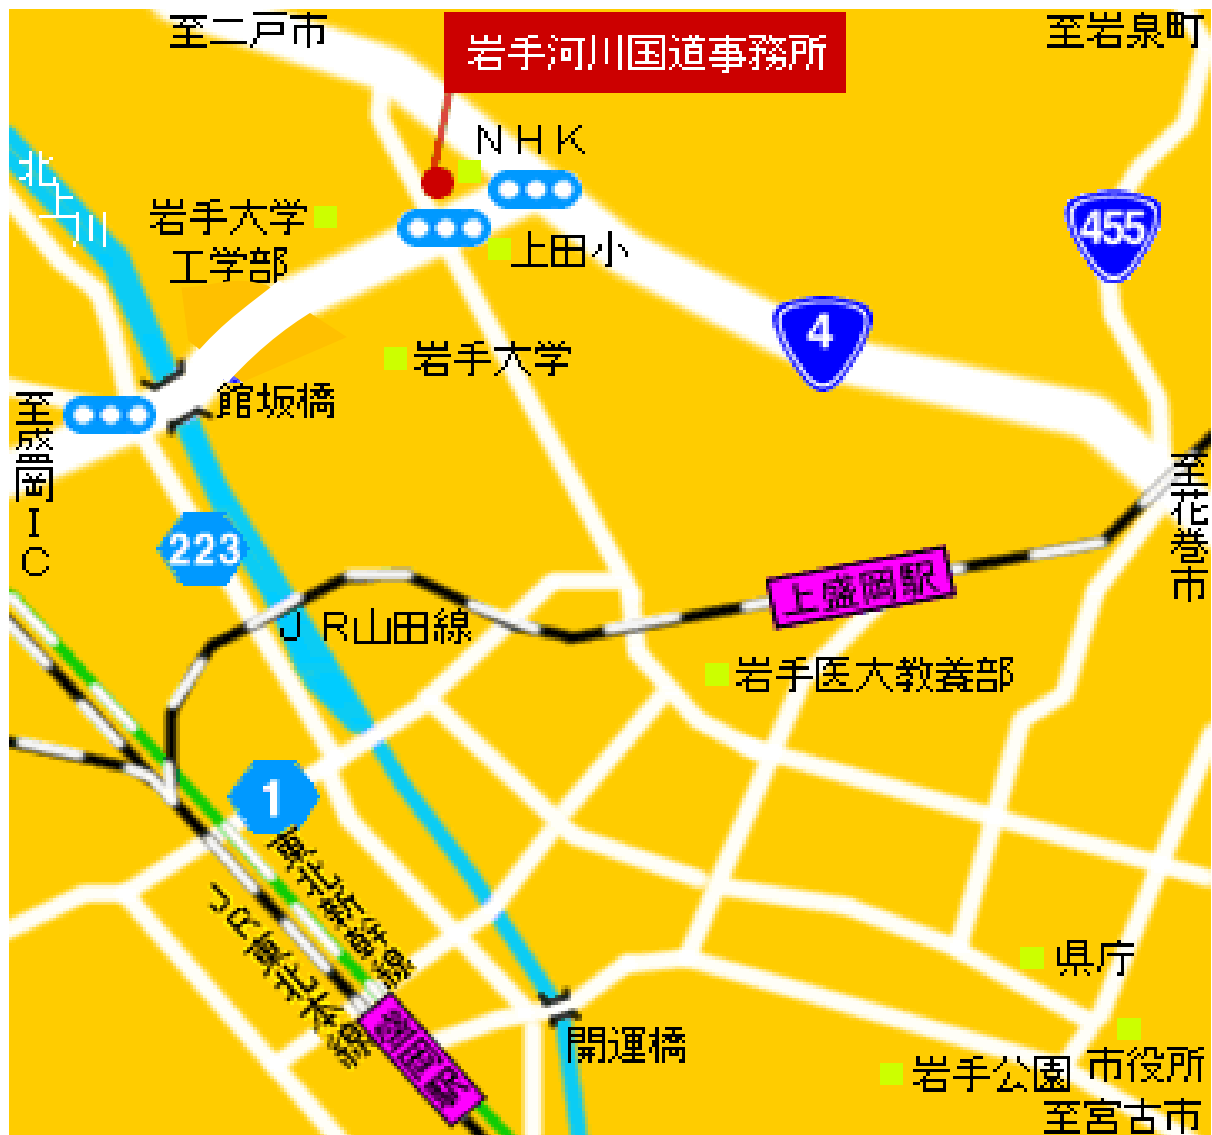 至二戸市
岩手河川国道事務所
至岩泉町
NHK
北上川
岩手大学
工学部
上田小
455
4
岩手大学
館坂橋
至盛岡IC
至花巻市
223
上盛岡駅
JR山田線
岩手医大教養部
1
東北新幹線
JR東北本線
盛岡駅
県庁
開運橋
岩手公園
市役所
至宮古市